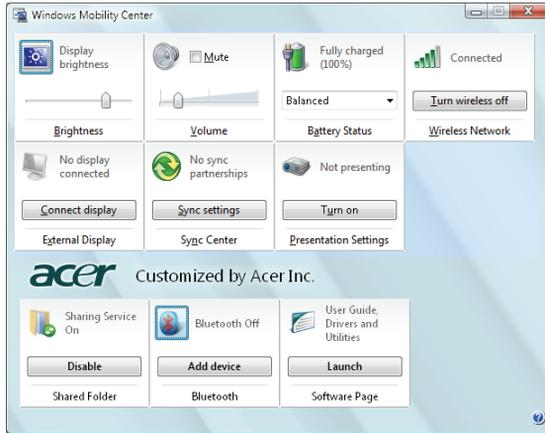 Windows Mobility Center
Display
brightness
Brightness
Mute
Volume
Fully charged
(100%)
Balanced
Battery Status
Connected
Turn wireless off
Wireless Network
No display
connected
Connect display
External Display
No sync
partnerships
Sync settings
Sync Center
Not presenting
Turn on
Presentation Settings
acer Customized by Acer Inc.
Sharing Service
On
Disable
Shared Folder
Bluetooth Off
Add device
Bluetooth
User Guide,
Drivers and
Utilities
Launch
Software Page